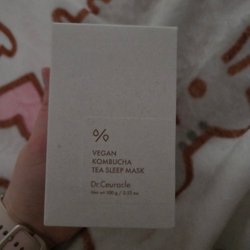 VEGAN
KOMBUCHA
TEA SLEEP MASK
Dr.Ceuracle